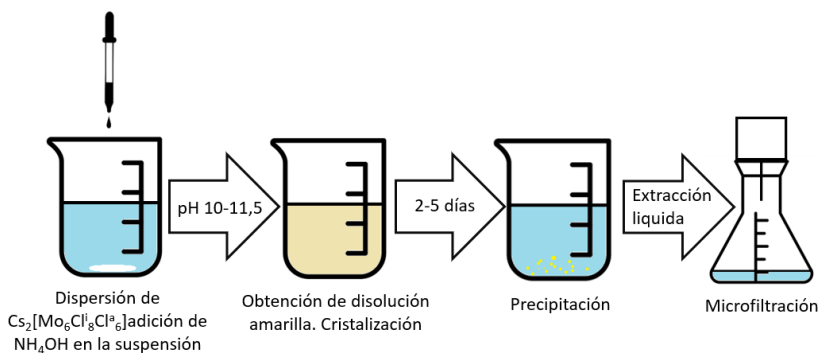 pH 10-11,5
2-5 días
Extracción
liquida
Dispersión de
Cs₂[Mo₆Clⁱ₈Clᵃ₆]adición de
NH₄OH en la suspensión
Obtención de disolución
amarilla. Cristalización
Precipitación
Microfiltración